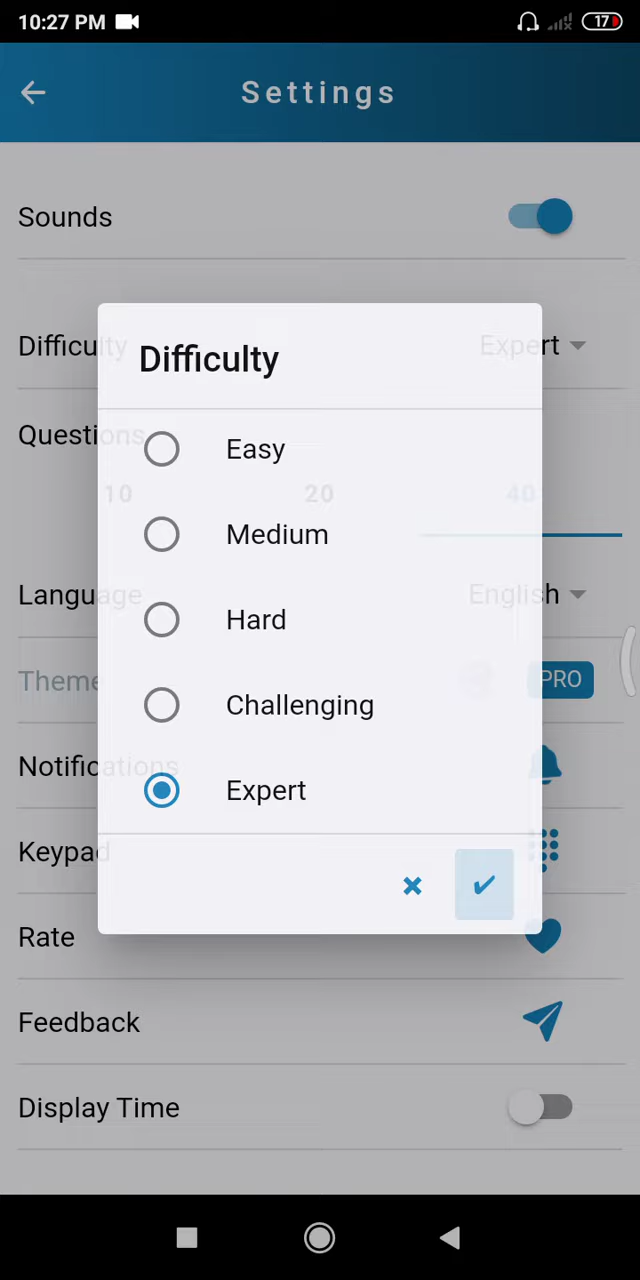 10:27 PM
17
Settings
Sounds
Difficulty
Expert
Difficulty
Questions
Easy
10 20 40
Medium
Language
English
Hard
Theme
PRO
Challenging
Notifications
Expert
Keypad
Rate
Feedback
Display Time